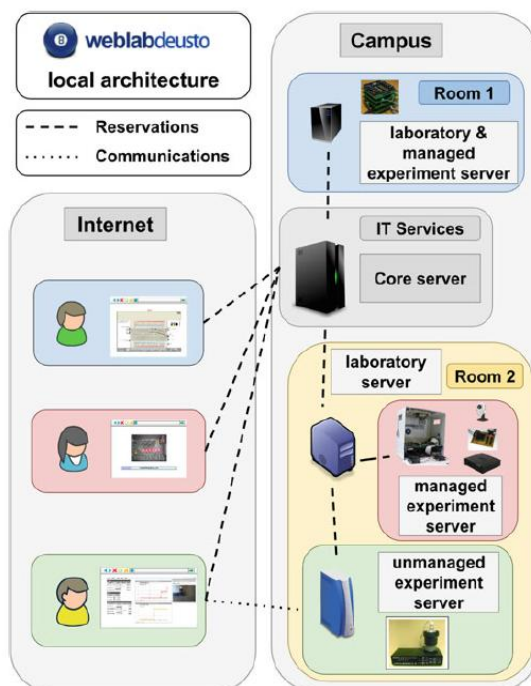 weblabdeusto
local architecture
Reservations
Communications
Internet
Campus
Room 1
laboratory &
managed
experiment server
IT Services
Core server
laboratory
server
Room 2
managed
experiment
server
unmanaged
experiment
server